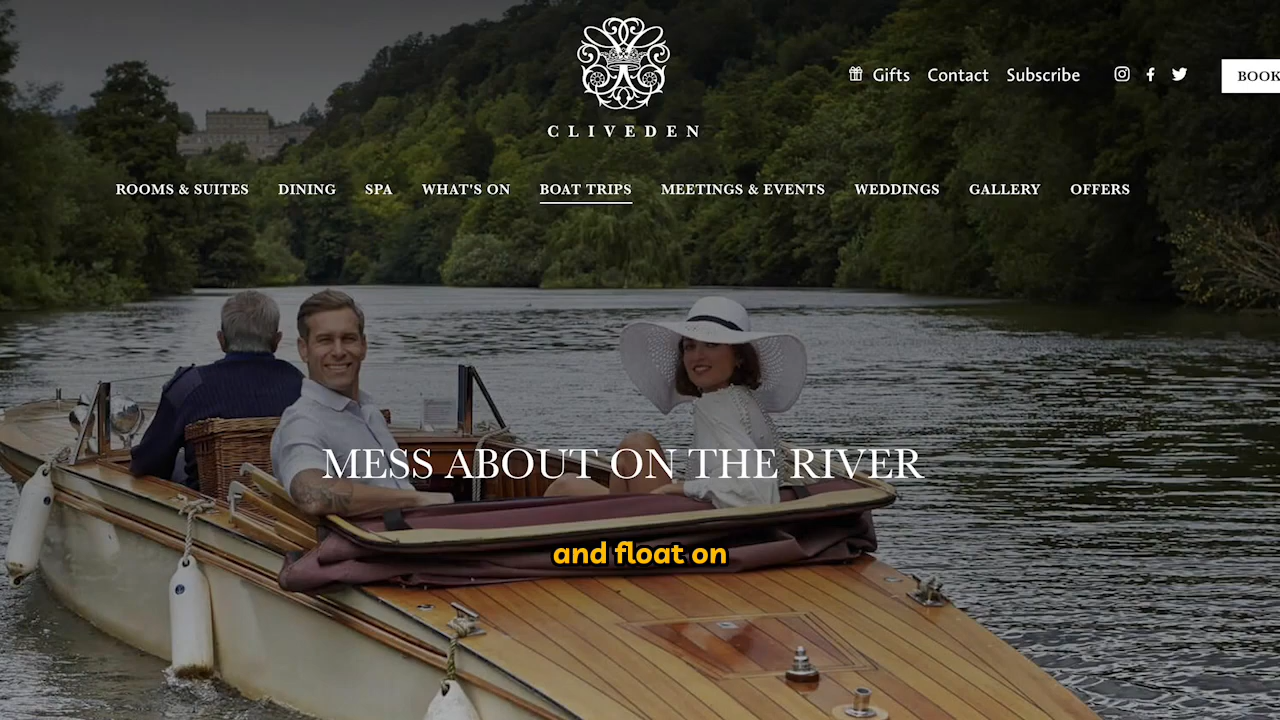 CLIVEDEN
Gifts Contact Subscribe
BOOK
ROOMS & SUITES DINING SPA WHAT'S ON BOAT TRIPS MEETINGS & EVENTS WEDDINGS GALLERY OFFERS
MESS ABOUT ON THE RIVER
and float on